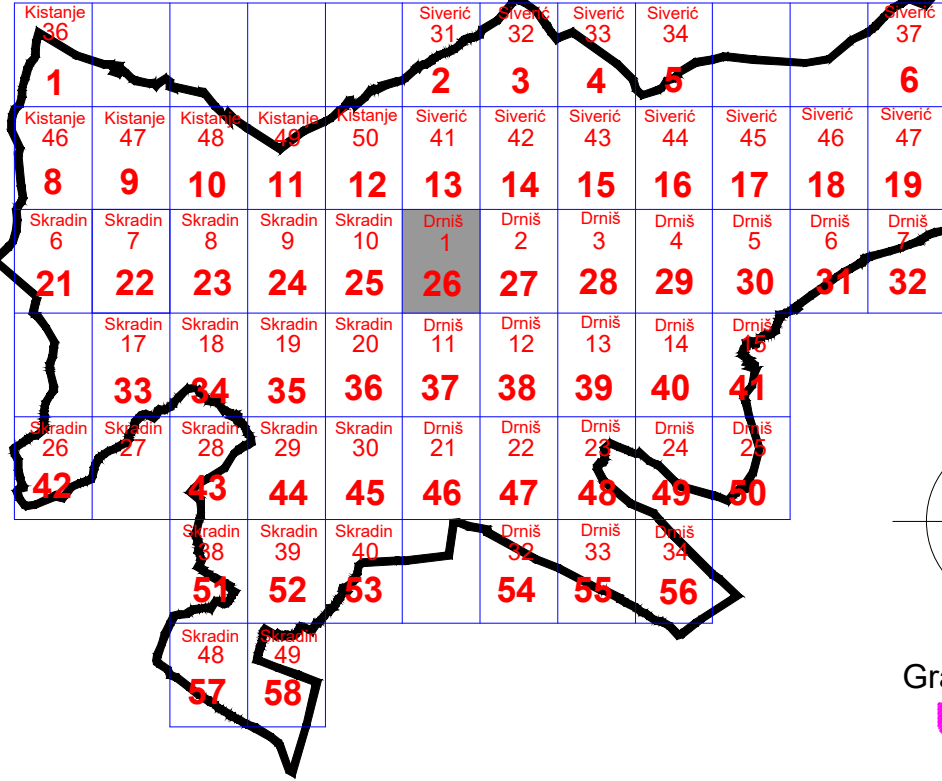 Kistanje Siverić Siverić Siverić Siverić Siverić
36 31 32 33 34 37
1 2 3 4 5 6
Kistanje Kistanje Kistanje Kistanje Kistanje Siverić Siverić Siverić Siverić Siverić Siverić Siverić
46 47 48 49 50 41 42 43 44 45 46 47
8 9 10 11 12 13 14 15 16 17 18 19
Skradin Skradin Skradin Skradin Skradin Drniš Drniš Drniš Drniš Drniš Drniš Drniš
6 7 8 9 10 1 2 3 4 5 6 7
21 22 23 24 25 26 27 28 29 30 31 32
Skradin Skradin Skradin Skradin Drniš Drniš Drniš Drniš Drniš
17 18 19 20 11 12 13 14 15
33 34 35 36 37 38 39 40 41
Skradin Skradin Skradin Skradin Skradin Drniš Drniš Drniš Drniš Drniš
26 27 28 29 30 21 22 23 24 25
42 43 44 45 46 47 48 49 50
Skradin Skradin Skradin Drniš Drniš Drniš
38 39 40 32 33 34
51 52 53 54 55 56
Skradin Skradin
48 49
57 58